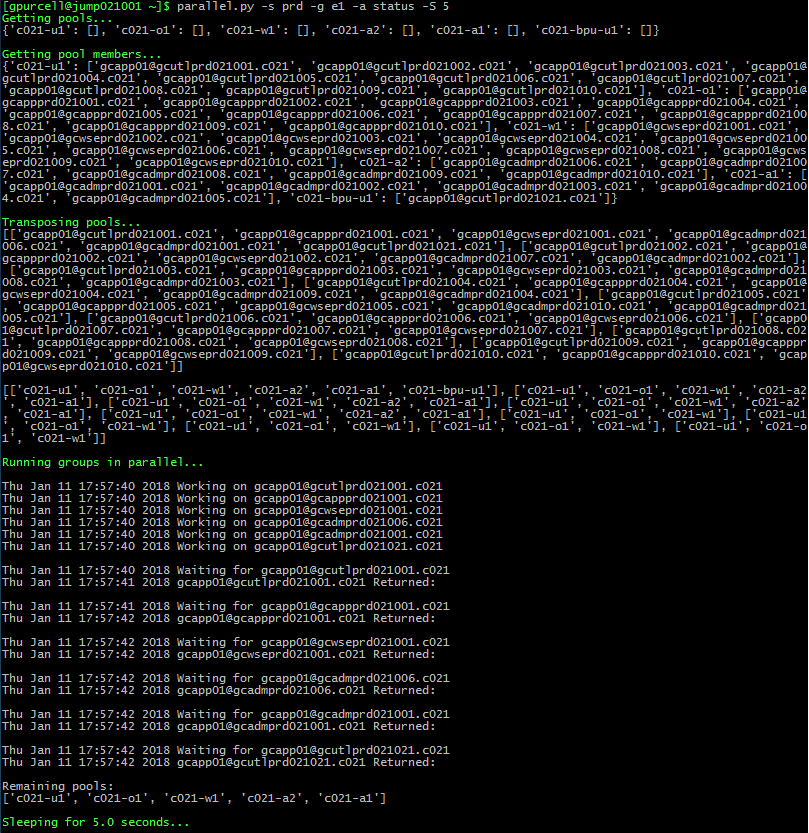 [gpurcell@jump021001 ~]$ parallel.py -s prd -g e1 -a status -S 5
Getting pools...
{'c021-u1': [], 'c021-o1': [], 'c021-w1': [], 'c021-a2': [], 'c021-a1': [], 'c021-bpu-u1': []}

Getting pool members...
{'c021-u1': ['gcapp01@gcutlprd021001.c021', 'gcapp01@gcutlprd021002.c021', 'gcapp01@gcutlprd021003.c021', 'gcapp01@
gcutlprd021004.c021', 'gcapp01@gcutlprd021005.c021', 'gcapp01@gcutlprd021006.c021', 'gcapp01@gcutlprd021007.c021',
'gcapp01@gcutlprd021008.c021', 'gcapp01@gcutlprd021009.c021', 'gcapp01@gcutlprd021010.c021'], 'c021-o1': ['gcapp01@
gcappprd021001.c021', 'gcapp01@gcappprd021002.c021', 'gcapp01@gcappprd021003.c021', 'gcapp01@gcappprd021004.c021',
'gcapp01@gcappprd021005.c021', 'gcapp01@gcappprd021006.c021', 'gcapp01@gcappprd021007.c021', 'gcapp01@gcappprd02100
8.c021', 'gcapp01@gcappprd021009.c021', 'gcapp01@gcappprd021010.c021'], 'c021-w1': ['gcapp01@gcwseprd021001.c021',
'gcapp01@gcwseprd021002.c021', 'gcapp01@gcwseprd021003.c021', 'gcapp01@gcwseprd021004.c021', 'gcapp01@gcwseprd02100
5.c021', 'gcapp01@gcwseprd021006.c021', 'gcapp01@gcwseprd021007.c021', 'gcapp01@gcwseprd021008.c021', 'gcapp01@gcws
eprd021009.c021', 'gcapp01@gcwseprd021010.c021'], 'c021-a2': ['gcapp01@gcadmprd021006.c021', 'gcapp01@gcadmprd02100
7.c021', 'gcapp01@gcadmprd021008.c021', 'gcapp01@gcadmprd021009.c021', 'gcapp01@gcadmprd021010.c021'], 'c021-a1': [
'gcapp01@gcadmprd021001.c021', 'gcapp01@gcadmprd021002.c021', 'gcapp01@gcadmprd021003.c021', 'gcapp01@gcadmprd02100
4.c021', 'gcapp01@gcadmprd021005.c021'], 'c021-bpu-u1': ['gcapp01@gcutlprd021021.c021']}

Transposing pools...
[['gcapp01@gcutlprd021001.c021', 'gcapp01@gcappprd021001.c021', 'gcapp01@gcwseprd021001.c021', 'gcapp01@gcadmprd021
006.c021', 'gcapp01@gcadmprd021001.c021', 'gcapp01@gcutlprd021021.c021'], ['gcapp01@gcutlprd021002.c021', 'gcapp01@
gcappprd021002.c021', 'gcapp01@gcwseprd021002.c021', 'gcapp01@gcadmprd021007.c021', 'gcapp01@gcadmprd021002.c021'],
 ['gcapp01@gcutlprd021003.c021', 'gcapp01@gcappprd021003.c021', 'gcapp01@gcwseprd021003.c021', 'gcapp01@gcadmprd021
008.c021', 'gcapp01@gcadmprd021003.c021'], ['gcapp01@gcutlprd021004.c021', 'gcapp01@gcappprd021004.c021', 'gcapp01@
gcwseprd021004.c021', 'gcapp01@gcadmprd021009.c021', 'gcapp01@gcadmprd021004.c021'], ['gcapp01@gcutlprd021005.c021'
, 'gcapp01@gcappprd021005.c021', 'gcapp01@gcwseprd021005.c021', 'gcapp01@gcadmprd021010.c021', 'gcapp01@gcadmprd021
005.c021'], ['gcapp01@gcutlprd021006.c021', 'gcapp01@gcappprd021006.c021', 'gcapp01@gcwseprd021006.c021'], ['gcapp0
1@gcutlprd021007.c021', 'gcapp01@gcappprd021007.c021', 'gcapp01@gcwseprd021007.c021'], ['gcapp01@gcutlprd021008.c02
1', 'gcapp01@gcappprd021008.c021', 'gcapp01@gcwseprd021008.c021'], ['gcapp01@gcutlprd021009.c021', 'gcapp01@gcapppr
d021009.c021', 'gcapp01@gcwseprd021009.c021'], ['gcapp01@gcutlprd021010.c021', 'gcapp01@gcappprd021010.c021', 'gcap
p01@gcwseprd021010.c021']]

[['c021-u1', 'c021-o1', 'c021-w1', 'c021-a2', 'c021-a1', 'c021-bpu-u1'], ['c021-u1', 'c021-o1', 'c021-w1', 'c021-a2
', 'c021-a1'], ['c021-u1', 'c021-o1', 'c021-w1', 'c021-a2', 'c021-a1'], ['c021-u1', 'c021-o1', 'c021-w1', 'c021-a2'
, 'c021-a1'], ['c021-u1', 'c021-o1', 'c021-w1', 'c021-a2', 'c021-a1'], ['c021-u1', 'c021-o1', 'c021-w1'], ['c021-u1
', 'c021-o1', 'c021-w1'], ['c021-u1', 'c021-o1', 'c021-w1'], ['c021-u1', 'c021-o1', 'c021-w1'], ['c021-u1', 'c021-o
1', 'c021-w1']]

Running groups in parallel...

Thu Jan 11 17:57:40 2018 Working on gcapp01@gcutlprd021001.c021
Thu Jan 11 17:57:40 2018 Working on gcapp01@gcappprd021001.c021
Thu Jan 11 17:57:40 2018 Working on gcapp01@gcwseprd021001.c021
Thu Jan 11 17:57:40 2018 Working on gcapp01@gcadmprd021006.c021
Thu Jan 11 17:57:40 2018 Working on gcapp01@gcadmprd021001.c021
Thu Jan 11 17:57:40 2018 Working on gcapp01@gcutlprd021021.c021

Thu Jan 11 17:57:40 2018 Waiting for gcapp01@gcutlprd021001.c021
Thu Jan 11 17:57:41 2018 gcapp01@gcutlprd021001.c021 Returned:

Thu Jan 11 17:57:41 2018 Waiting for gcapp01@gcappprd021001.c021
Thu Jan 11 17:57:42 2018 gcapp01@gcappprd021001.c021 Returned:

Thu Jan 11 17:57:42 2018 Waiting for gcapp01@gcwseprd021001.c021
Thu Jan 11 17:57:42 2018 gcapp01@gcwseprd021001.c021 Returned:

Thu Jan 11 17:57:42 2018 Waiting for gcapp01@gcadmprd021006.c021
Thu Jan 11 17:57:42 2018 gcapp01@gcadmprd021006.c021 Returned:

Thu Jan 11 17:57:42 2018 Waiting for gcapp01@gcadmprd021001.c021
Thu Jan 11 17:57:42 2018 gcapp01@gcadmprd021001.c021 Returned:

Thu Jan 11 17:57:42 2018 Waiting for gcapp01@gcutlprd021021.c021
Thu Jan 11 17:57:42 2018 gcapp01@gcutlprd021021.c021 Returned:

Remaining pools:
['c021-u1', 'c021-o1', 'c021-w1', 'c021-a2', 'c021-a1']

Sleeping for 5.0 seconds...